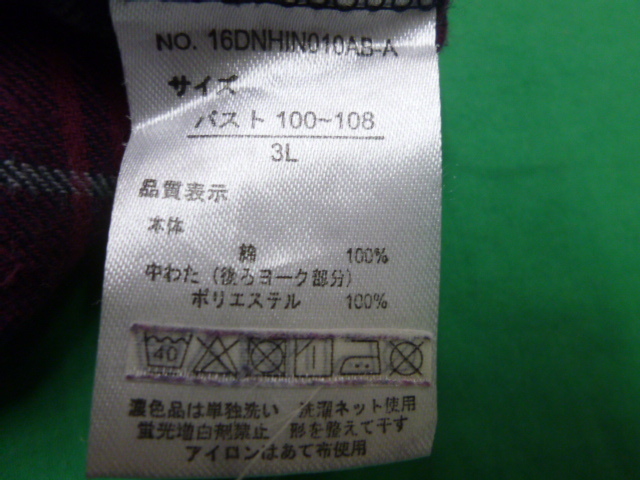 NO. 16DNHIN010AB-A
サイズ
バスト 100~108
3L
品質表示
本体
綿 100%
中わた (後ろヨーク部分)
ポリエステル 100%
40
濃色品は単独洗い 洗濯ネット使用
蛍光増白剤禁止 形を整えて干す
アイロンはあて布使用